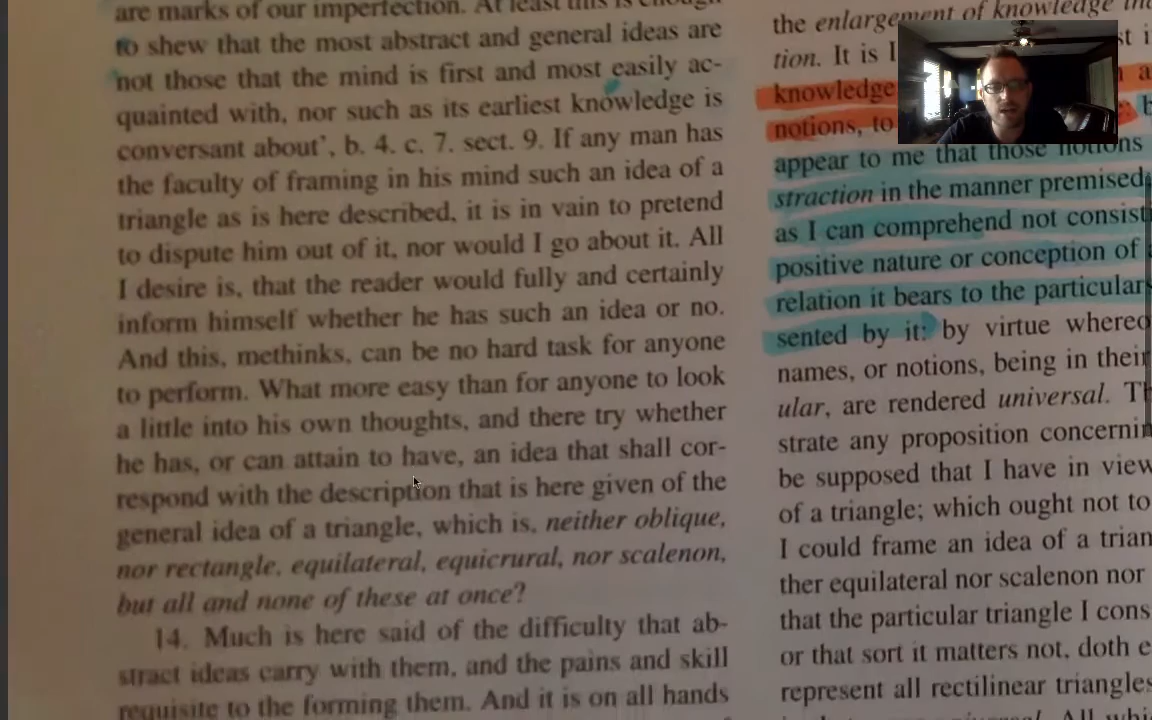 are marks of our imperfection. At least this is enough
to shew that the most abstract and general ideas are
not those that the mind is first and most easily ac-
quainted with, nor such as its earliest knowledge is
conversant about', b. 4. c. 7. sect. 9. If any man has
the faculty of framing in his mind such an idea of a
triangle as is here described, it is in vain to pretend
to dispute him out of it, nor would I go about it. All
I desire is, that the reader would fully and certainly
inform himself whether he has such an idea or no.
And this, methinks, can be no hard task for anyone
to perform. What more easy than for anyone to look
a little into his own thoughts, and there try whether
he has, or can attain to have, an idea that shall cor-
respond with the description that is here given of the
general idea of a triangle, which is, neither oblique,
nor rectangle, equilateral, equicrural, nor scalenon,
but all and none of these at once?
14. Much is here said of the difficulty that ab-
stract ideas carry with them, and the pains and skill
requisite to the forming them. And it is on all hands
the enlargement of knowledge
tion. It is
knowledge
notions, to
appear to me that those notions
straction in the manner premised,
as I can comprehend not consist
positive nature or conception of
relation it bears to the particulars
sented by it: by virtue whereo
names, or notions, being in their
ular, are rendered universal. Th
strate any proposition concernin
be supposed that I have in view
of a triangle; which ought not to
I could frame an idea of a trian
ther equilateral nor scalenon nor
that the particular triangle I cons
or that sort it matters not, doth e
represent all rectilinear triangles
All whi